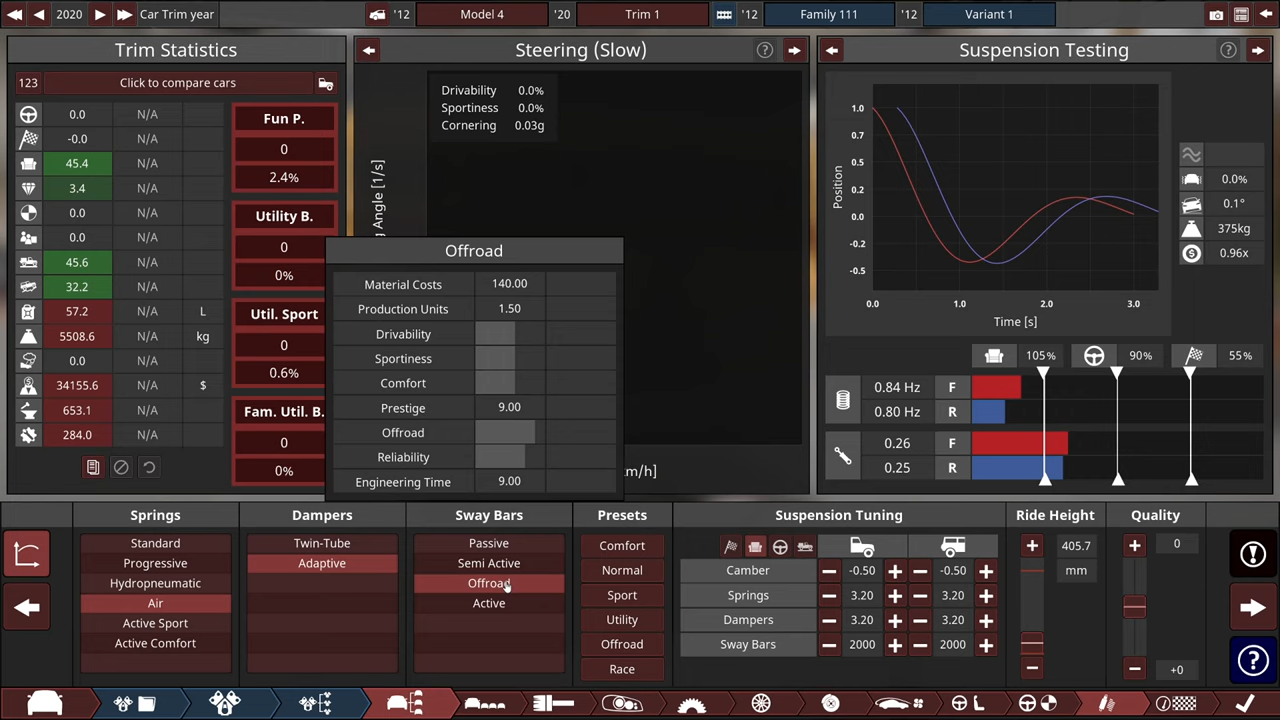 2020 Car Trim year '12 Model 4 '20 Trim 1 '12 Family 111 '12 Variant 1
Trim Statistics
123 Click to compare cars
0.0 N/A
-0.0 N/A
45.4 N/A
3.4 N/A
0.0 N/A
0.0 N/A
45.6 N/A
32.2 N/A
57.2 N/A L
5508.6 N/A kg
0.0 N/A
34155.6 N/A $
653.1 N/A
284.0 N/A
Fun P.
0
2.4%
Utility B.
0
0%
Util. Sport
0
0.6%
Fam. Util. B.
0
0%
Steering (Slow) ?
Drivability 0.0%
Sportiness 0.0%
Cornering 0.03g
g Angle [1/s]
m/h]
Offroad
Material Costs 140.00
Production Units 1.50
Drivability
Sportiness
Comfort
Prestige 9.00
Offroad
Reliability
Engineering Time 9.00
Suspension Testing ?
Position
1.0
0.7
0.5
0.2
0.0
-0.2
-0.5
0.0 1.0 2.0 3.0
Time [s]
0.0%
0.1°
375kg
0.96x
105% 90% 55%
0.84 Hz F
0.80 Hz R
0.26 F
0.25 R
Springs
Standard
Progressive
Hydropneumatic
Air
Active Sport
Active Comfort
Dampers
Twin-Tube
Adaptive
Sway Bars
Passive
Semi Active
Offroad
Active
Presets
Comfort
Normal
Sport
Utility
Offroad
Race
Suspension Tuning
Camber -0.50 -0.50
Springs 3.20 3.20
Dampers 3.20 3.20
Sway Bars 2000 2000
Ride Height
405.7
mm
Quality
0
+0
?